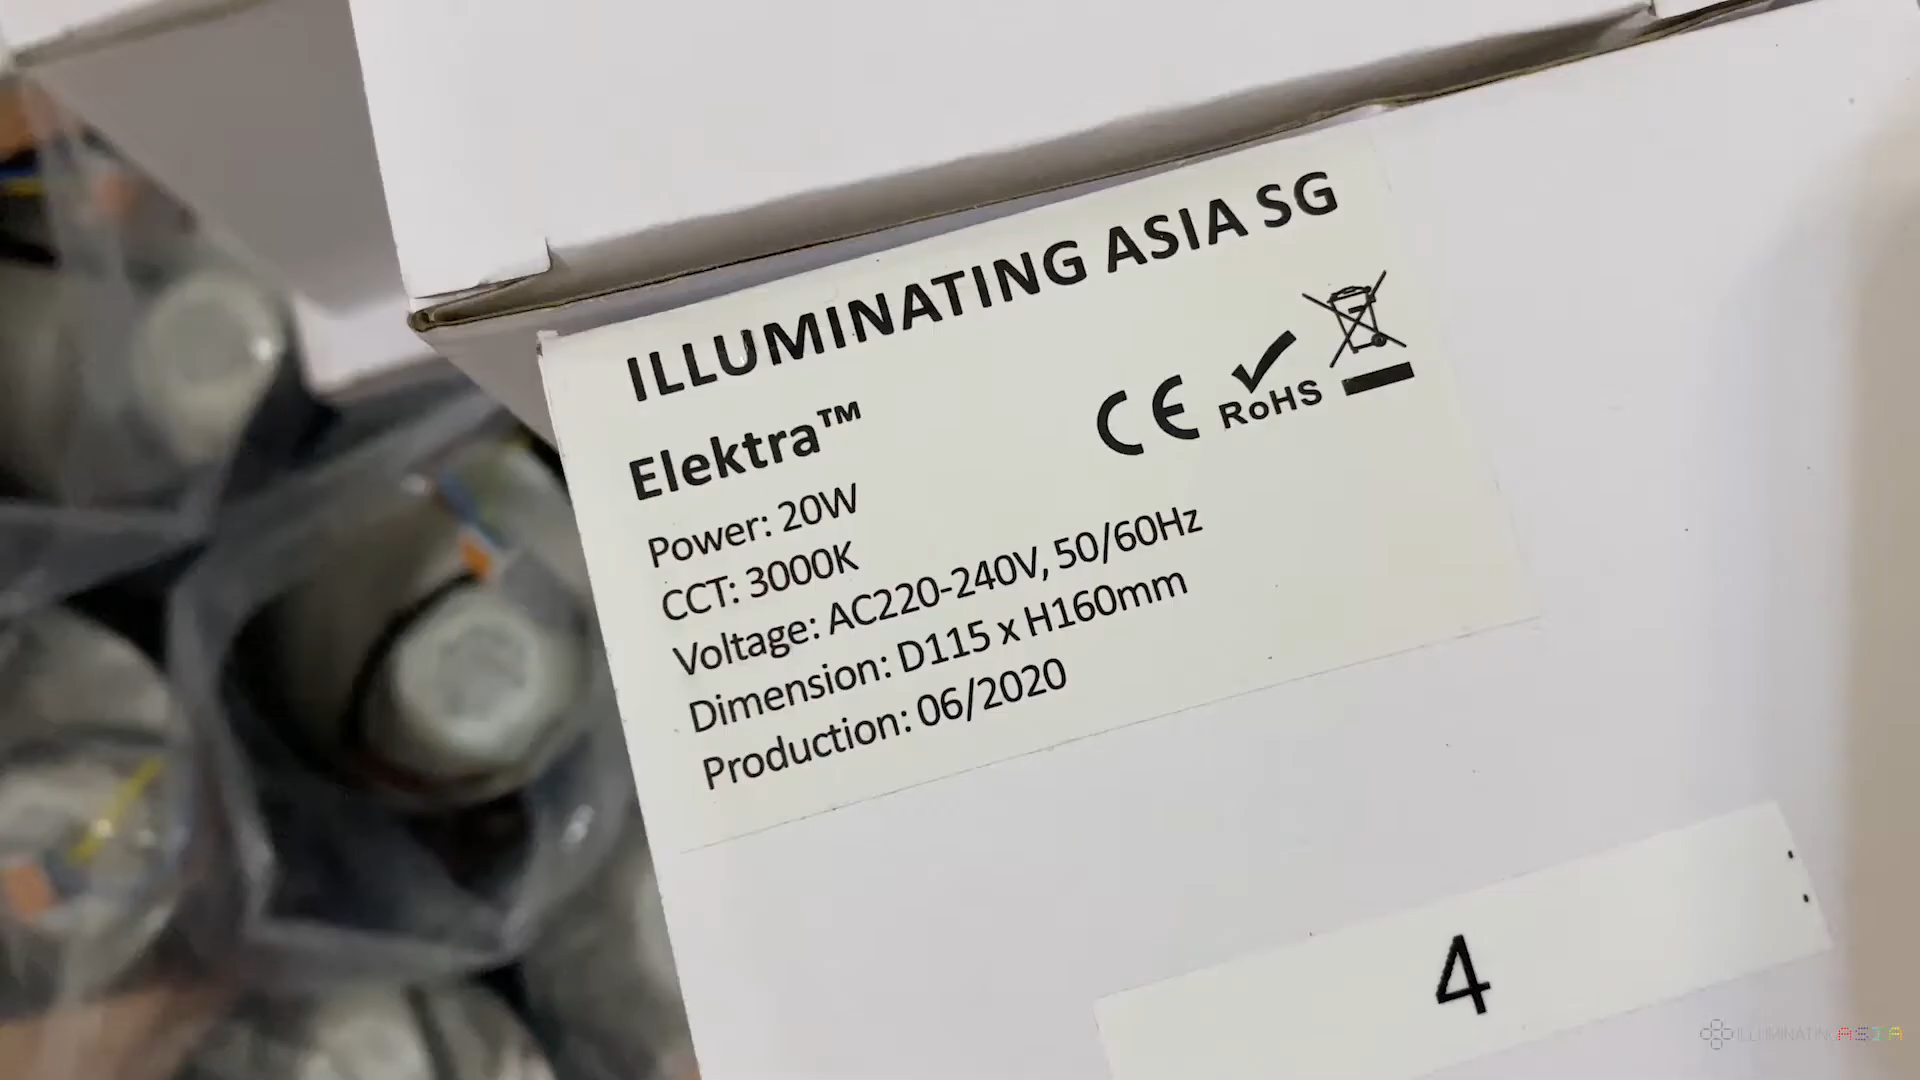 ILLUMINATING ASIA SG
Elektra™
CE
RoHS
Power: 20W
CCT: 3000K
Voltage: AC220-240V, 50/60Hz
Dimension: D115 x H160mm
Production: 06/2020
4
ILLUMINATINGASIA